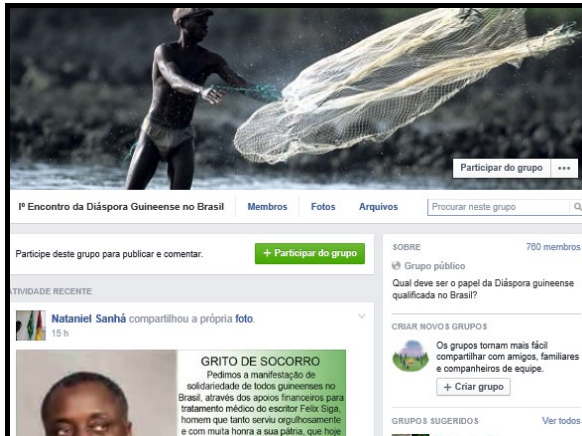 Participar do grupo
Iº Encontro da Diáspora Guineense no Brasil
Membros
Fotos
Arquivos
Procurar neste grupo
Participe deste grupo para publicar e comentar.
+ Participar do grupo
ATIVIDADE RECENTE
Nataniel Sanhá compartilhou a própria foto.
15 h
GRITO DE SOCORRO
Pedimos a manifestação de
solidariedade de todos guineenses no
Brasil, através dos apoios financeiros para
tratamento médico do escritor Felix Siga,
homem que tanto serviu orgulhosamente
e com muita honra a sua pátria, que hoje
SOBRE
760 membros
Grupo público
Qual deve ser o papel da Diáspora guineense
qualificada no Brasil?
CRIAR NOVOS GRUPOS
Os grupos tornam mais fácil
compartilhar com amigos, familiares
e companheiros de equipe.
+ Criar grupo
GRUPOS SUGERIDOS
Ver todos